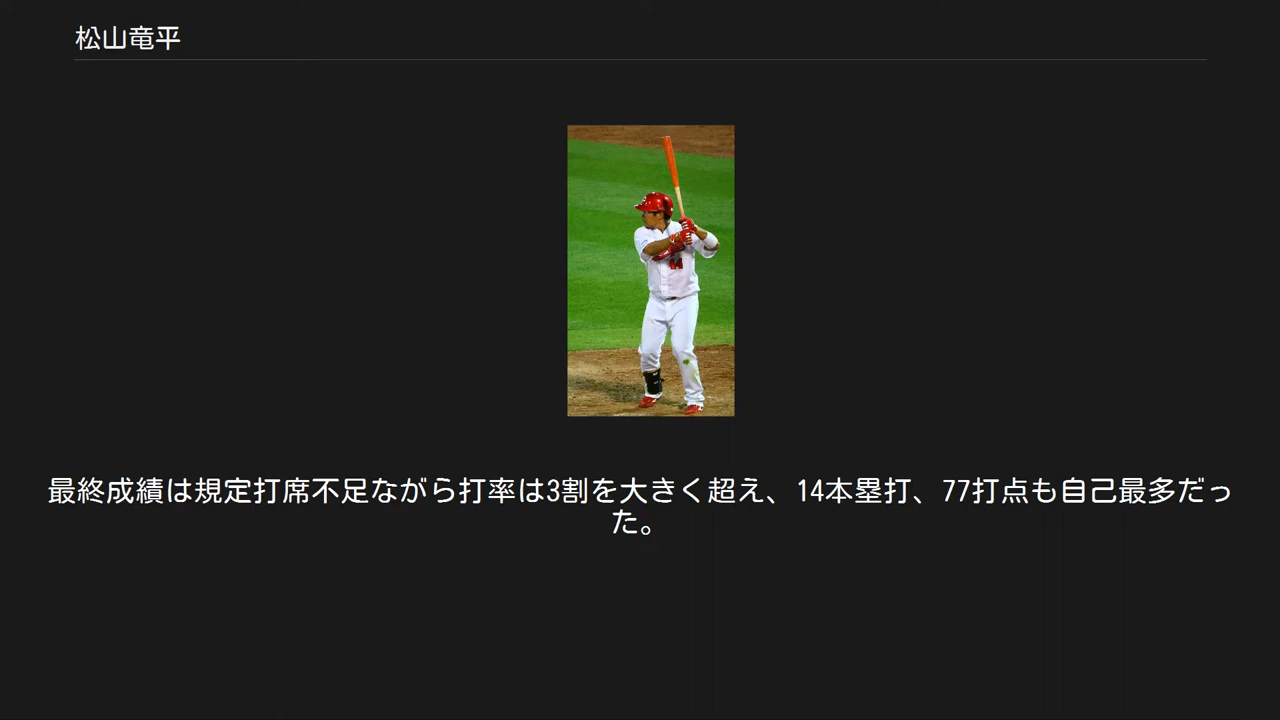 松山竜平
44
最終成績は規定打席不足ながら打率は3割を大きく超え、14本塁打、77打点も自己最多だっ
た。